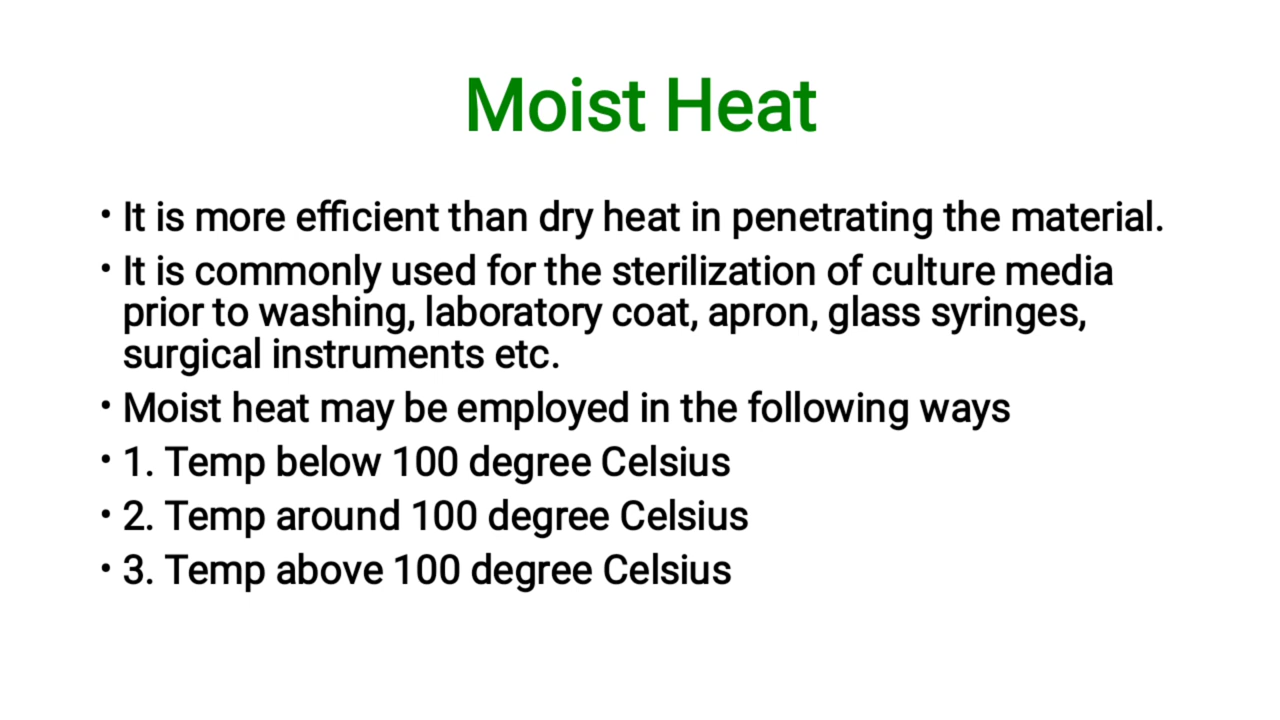 Moist Heat
• It is more efficient than dry heat in penetrating the material.
• It is commonly used for the sterilization of culture media
prior to washing, laboratory coat, apron, glass syringes,
surgical instruments etc.
• Moist heat may be employed in the following ways
• 1. Temp below 100 degree Celsius
• 2. Temp around 100 degree Celsius
• 3. Temp above 100 degree Celsius